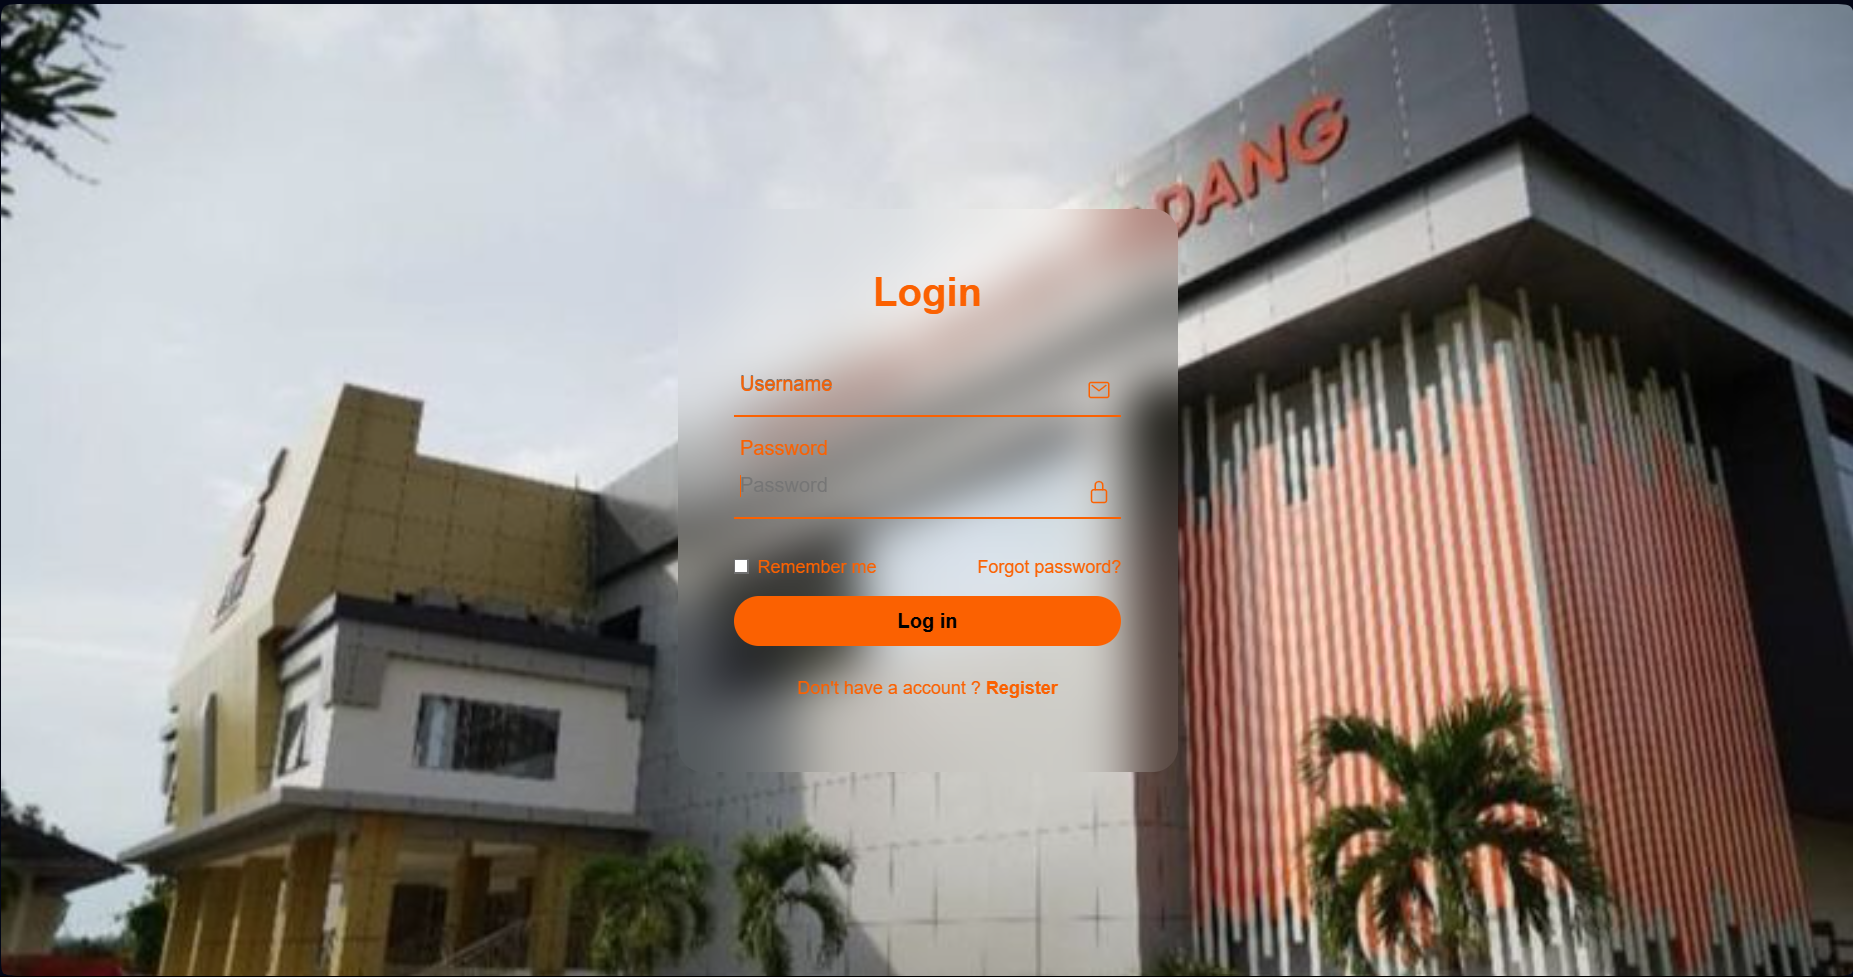 DANG
Login
Username
Password
Password
Remember me
Forgot password?
Log in
Don't have a account ? Register